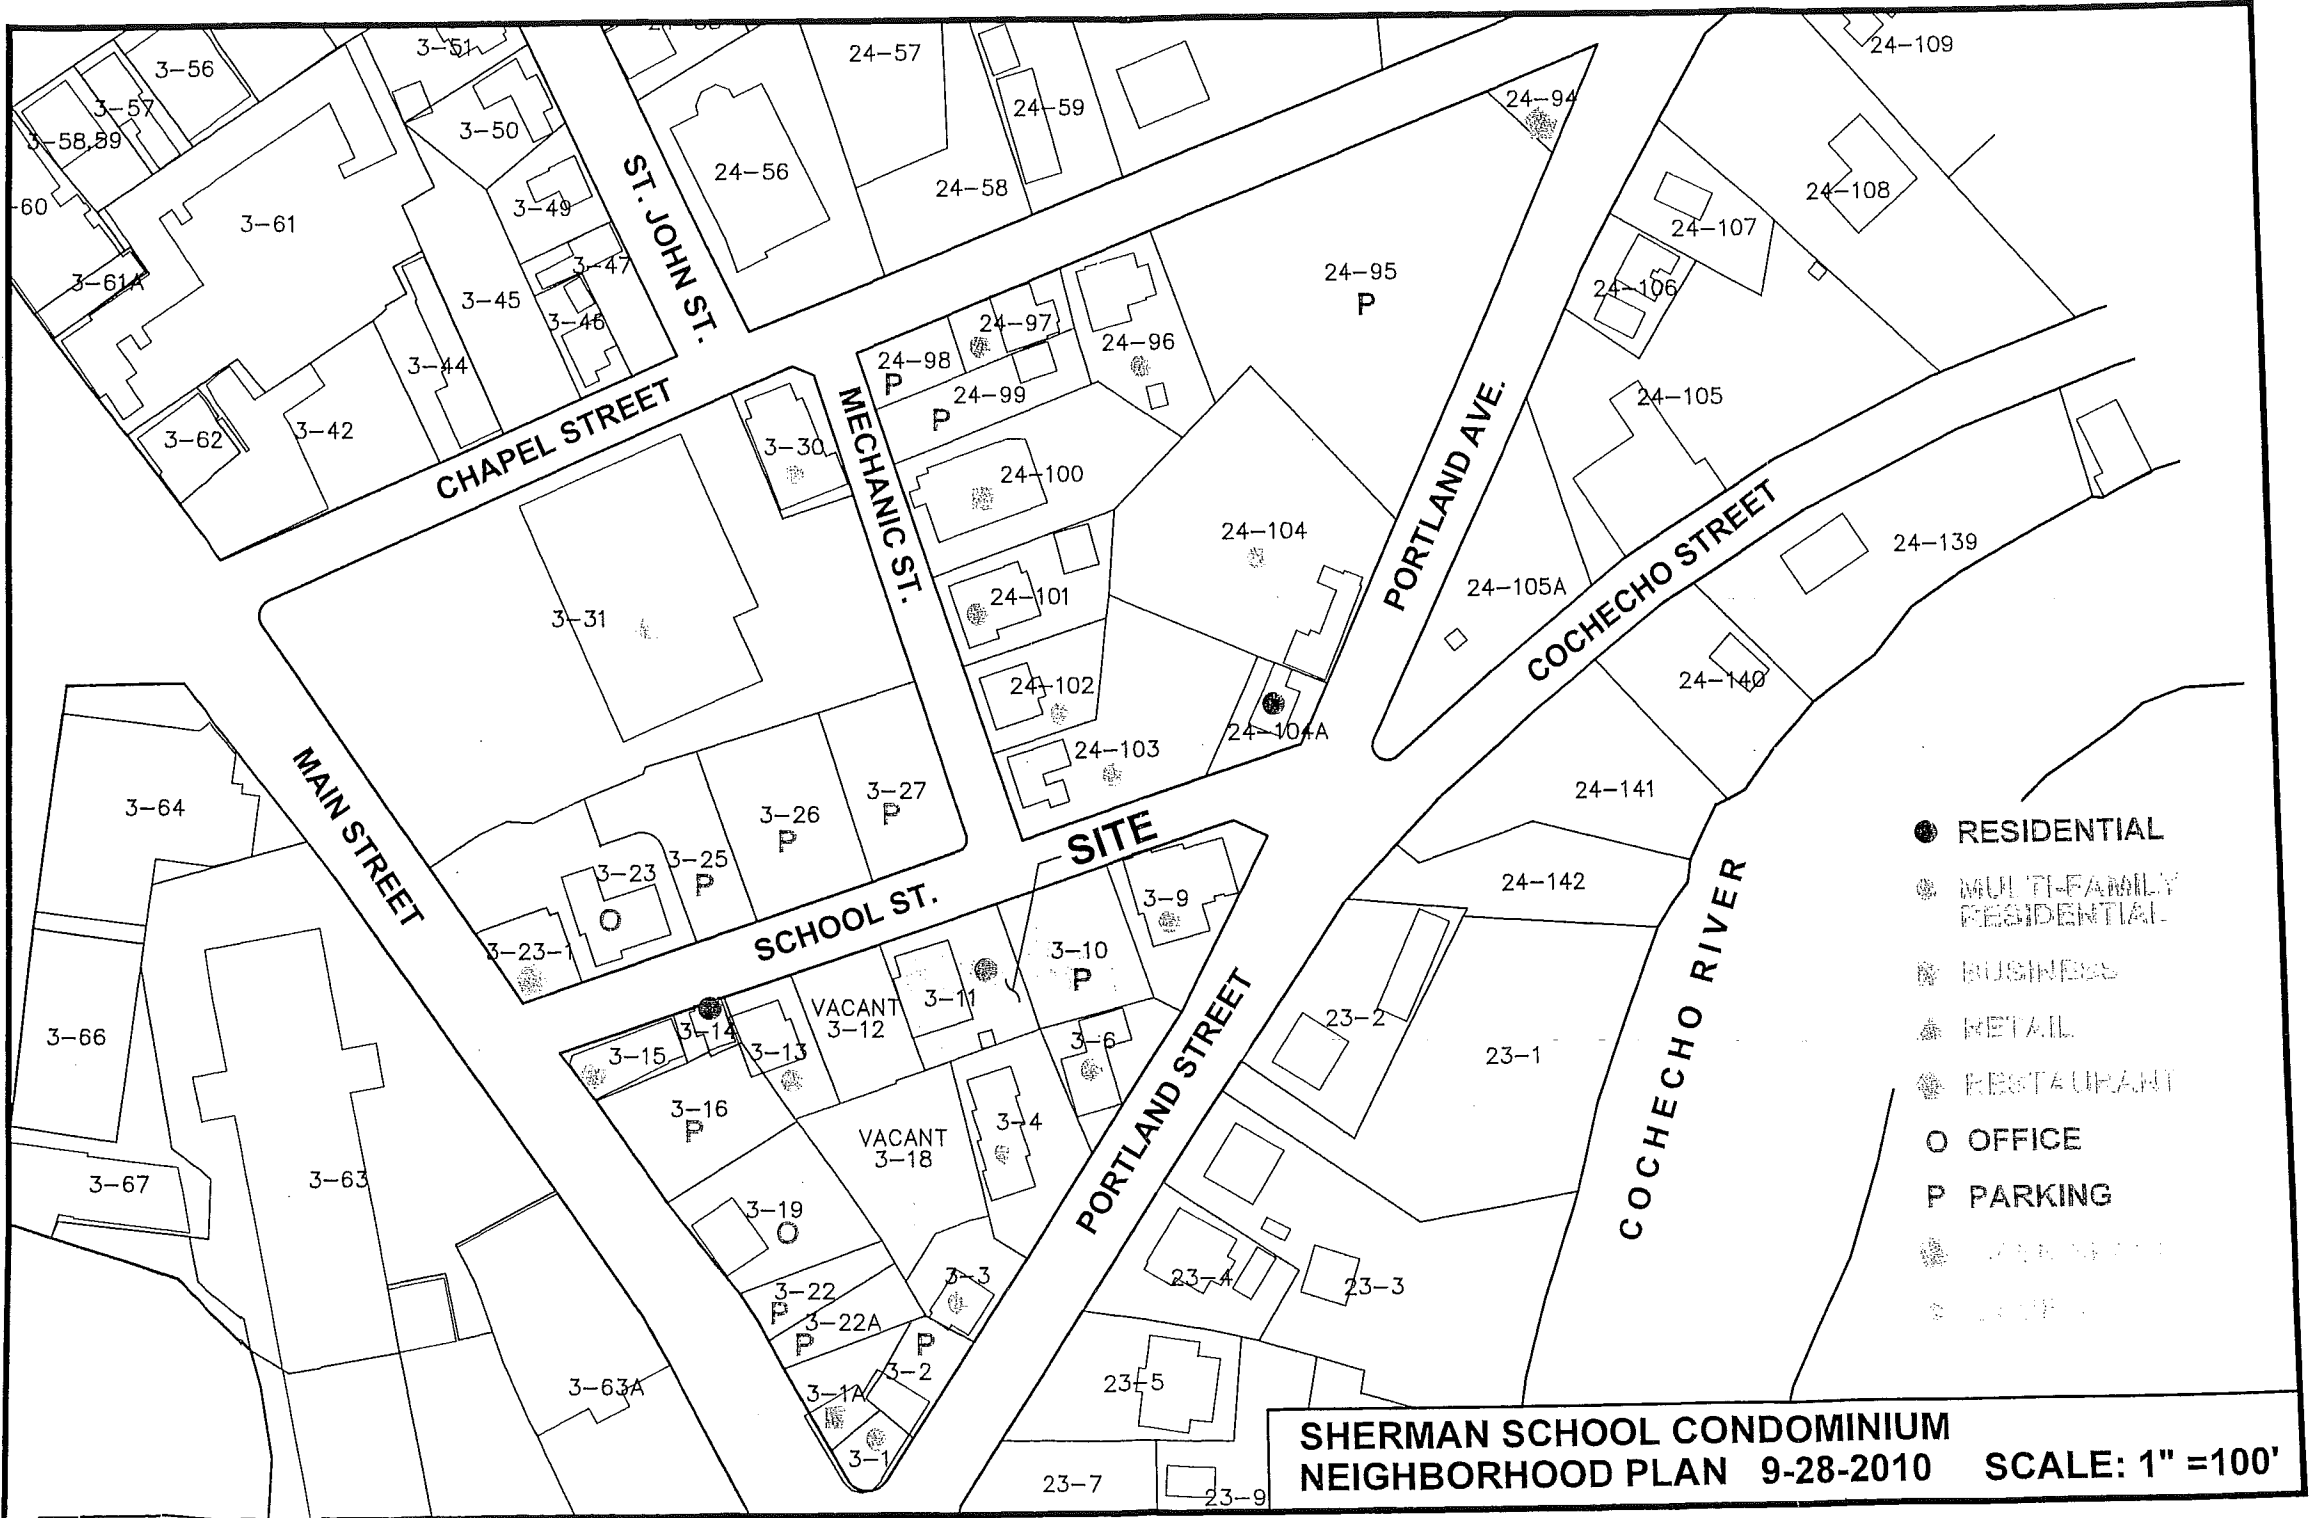 3-51
3-56
3-57
3-58,59
3-50
24-57
24-59
24-109
24-94
24-56
24-58
24-108
-60
3-61
3-49
ST. JOHN ST.
24-107
3-61A
3-47
3-45
3-46
24-95
P
24-106
24-97
24-98
P
24-96
3-44
24-99
P
24-105
3-62
3-42
CHAPEL STREET
3-30
MECHANIC ST.
24-100
PORTLAND AVE.
24-104
COCHECHO STREET
24-139
3-31
24-101
24-105A
24-102
24-140
24-104A
24-103
MAIN STREET
3-64
3-26
P
3-27
P
24-141
3-23
O
3-25
P
SITE
24-142
3-9
SCHOOL ST.
3-23-1
3-10
P
3-11
VACANT
3-12
3-14
3-13
3-15
3-6
23-2
23-1
3-66
3-16
P
VACANT
3-18
3-4
PORTLAND STREET
COCHECHO RIVER
3-67
3-63
3-19
O
3-3
23-4
23-3
3-22
P
3-22A
P
P
3-2
3-1A
3-63A
23-5
3-1
23-7
23-9
RESIDENTIAL
MULTI-FAMILY
RESIDENTIAL
BUSINESS
RETAIL
RESTAURANT
O OFFICE
P PARKING
SHERMAN SCHOOL CONDOMINIUM
NEIGHBORHOOD PLAN 9-28-2010 SCALE: 1" =100'